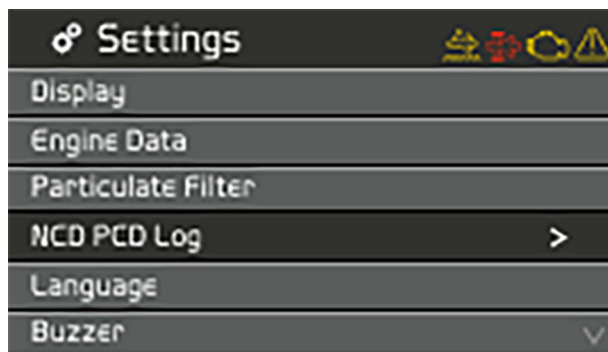 Settings
Display
Engine Data
Particulate Filter
NCD PCD Log >
Language
Buzzer